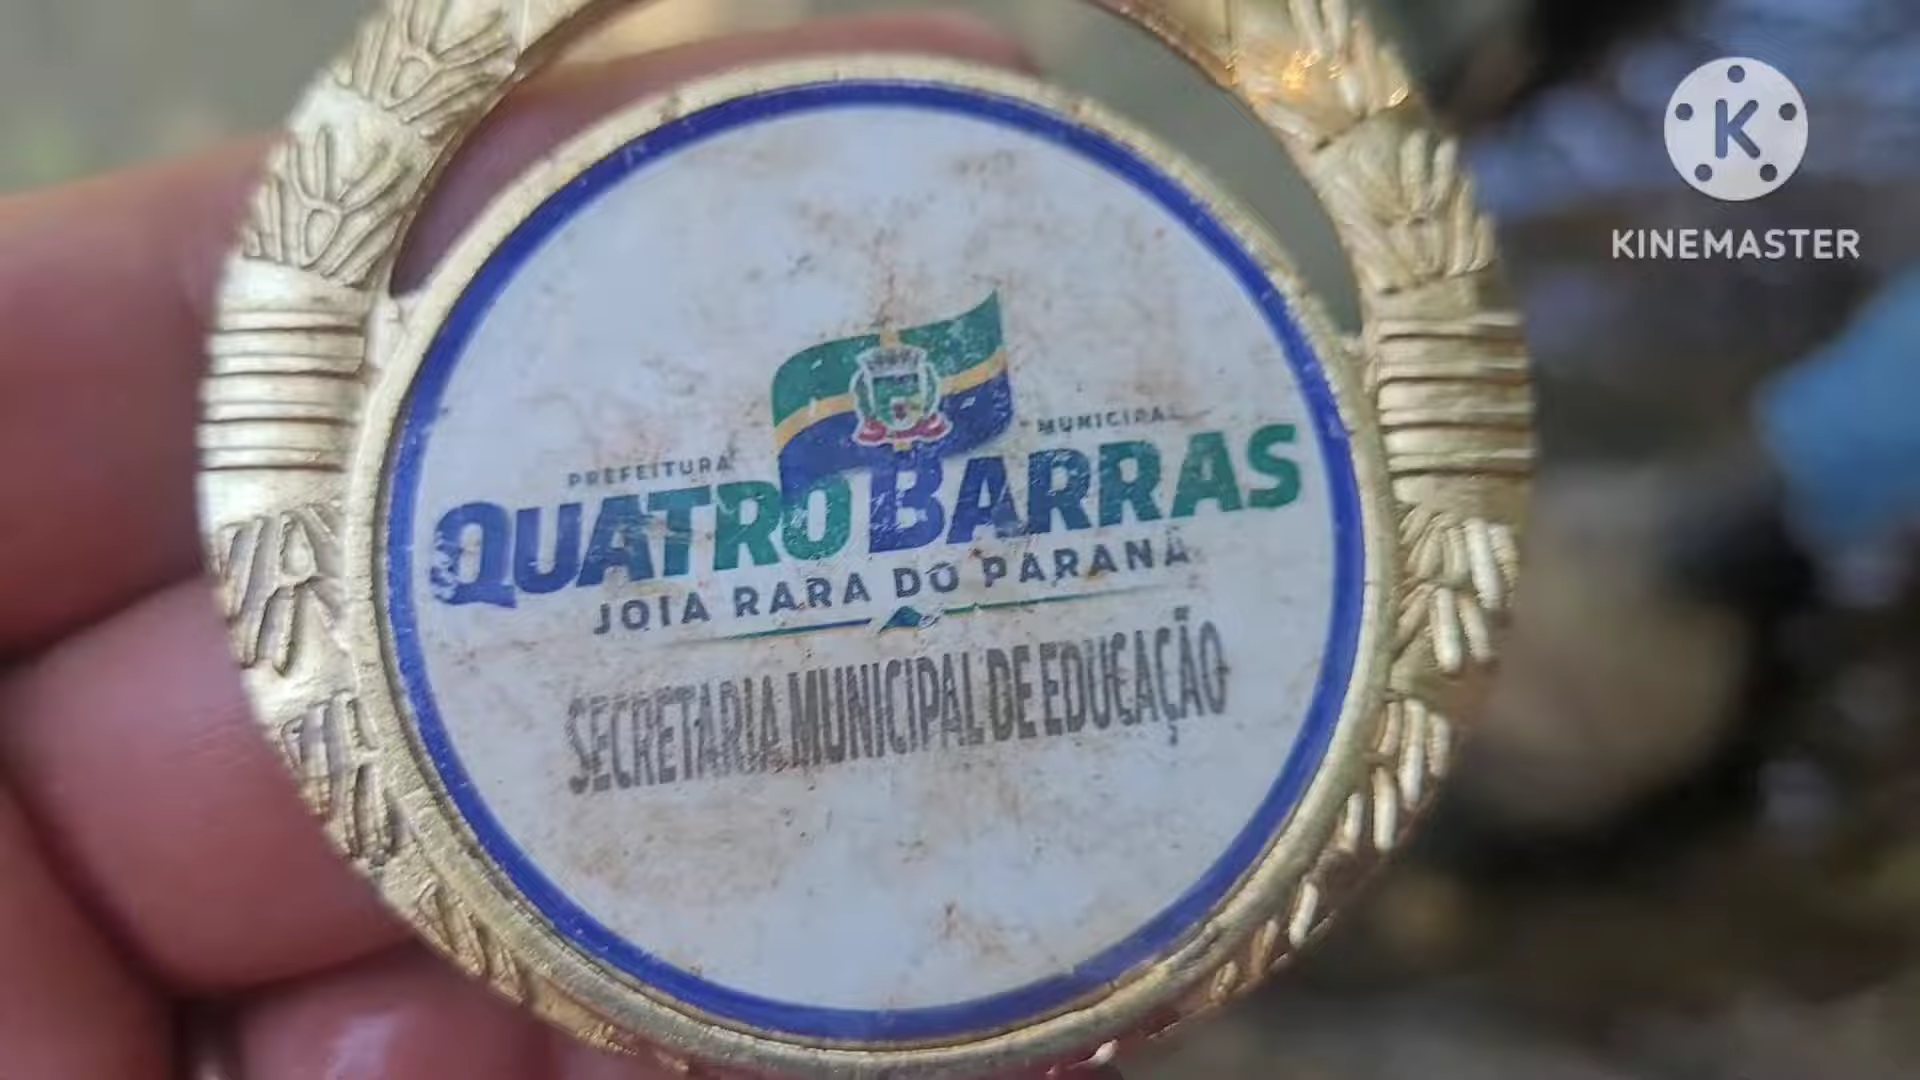 K
KINEMASTER
PREFEITURA MUNICIPAL
QUATRO BARRAS
JOIA RARA DO PARANÁ
SECRETARIA MUNICIPAL DE EDUCAÇÃO